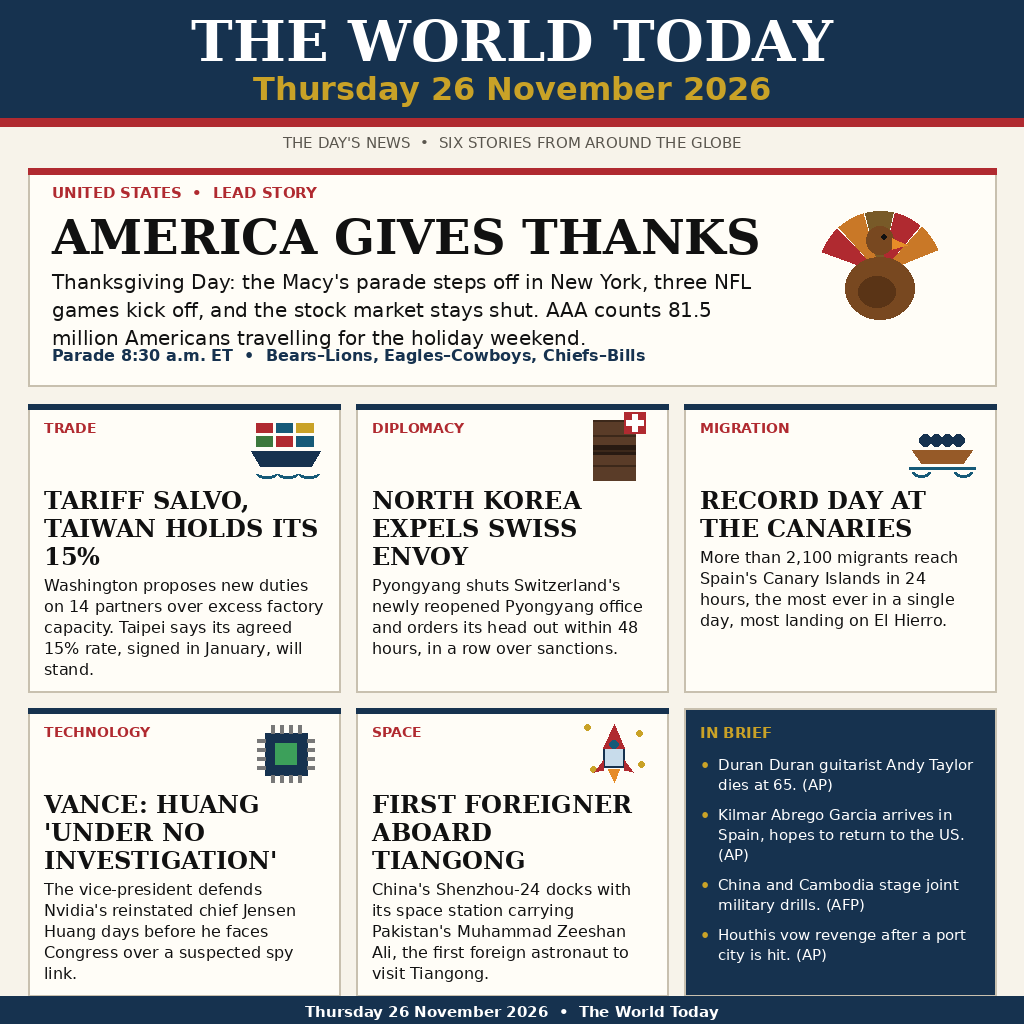 THE WORLD TODAY
Thursday 26 November 2026
THE DAY'S NEWS • SIX STORIES FROM AROUND THE GLOBE
UNITED STATES • LEAD STORY
AMERICA GIVES THANKS
Thanksgiving Day: the Macy's parade steps off in New York, three NFL
games kick off, and the stock market stays shut. AAA counts 81.5
million Americans travelling for the holiday weekend.
Parade 8:30 a.m. ET • Bears–Lions, Eagles–Cowboys, Chiefs–Bills
TRADE
TARIFF SALVO,
TAIWAN HOLDS ITS
15%
Washington proposes new duties
on 14 partners over excess factory
capacity. Taipei says its agreed
15% rate, signed in January, will
stand.
DIPLOMACY
NORTH KOREA
EXPELS SWISS
ENVOY
Pyongyang shuts Switzerland's
newly reopened Pyongyang office
and orders its head out within 48
hours, in a row over sanctions.
MIGRATION
RECORD DAY AT
THE CANARIES
More than 2,100 migrants reach
Spain's Canary Islands in 24
hours, the most ever in a single
day, most landing on El Hierro.
TECHNOLOGY
VANCE: HUANG
'UNDER NO
INVESTIGATION'
The vice-president defends
Nvidia's reinstated chief Jensen
Huang days before he faces
Congress over a suspected spy
link.
SPACE
FIRST FOREIGNER
ABOARD
TIANGONG
China's Shenzhou-24 docks with
its space station carrying
Pakistan's Muhammad Zeeshan
Ali, the first foreign astronaut to
visit Tiangong.
IN BRIEF
• Duran Duran guitarist Andy Taylor
dies at 65. (AP)
• Kilmar Abrego Garcia arrives in
Spain, hopes to return to the US.
(AP)
• China and Cambodia stage joint
military drills. (AFP)
• Houthis vow revenge after a port
city is hit. (AP)
Thursday 26 November 2026 • The World Today